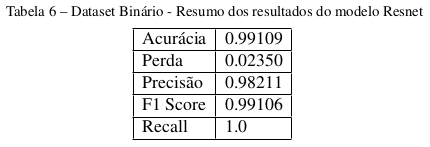 Tabela 6 – Dataset Binário - Resumo dos resultados do modelo Resnet
Acurácia 0.99109
Perda 0.02350
Precisão 0.98211
F1 Score 0.99106
Recall 1.0